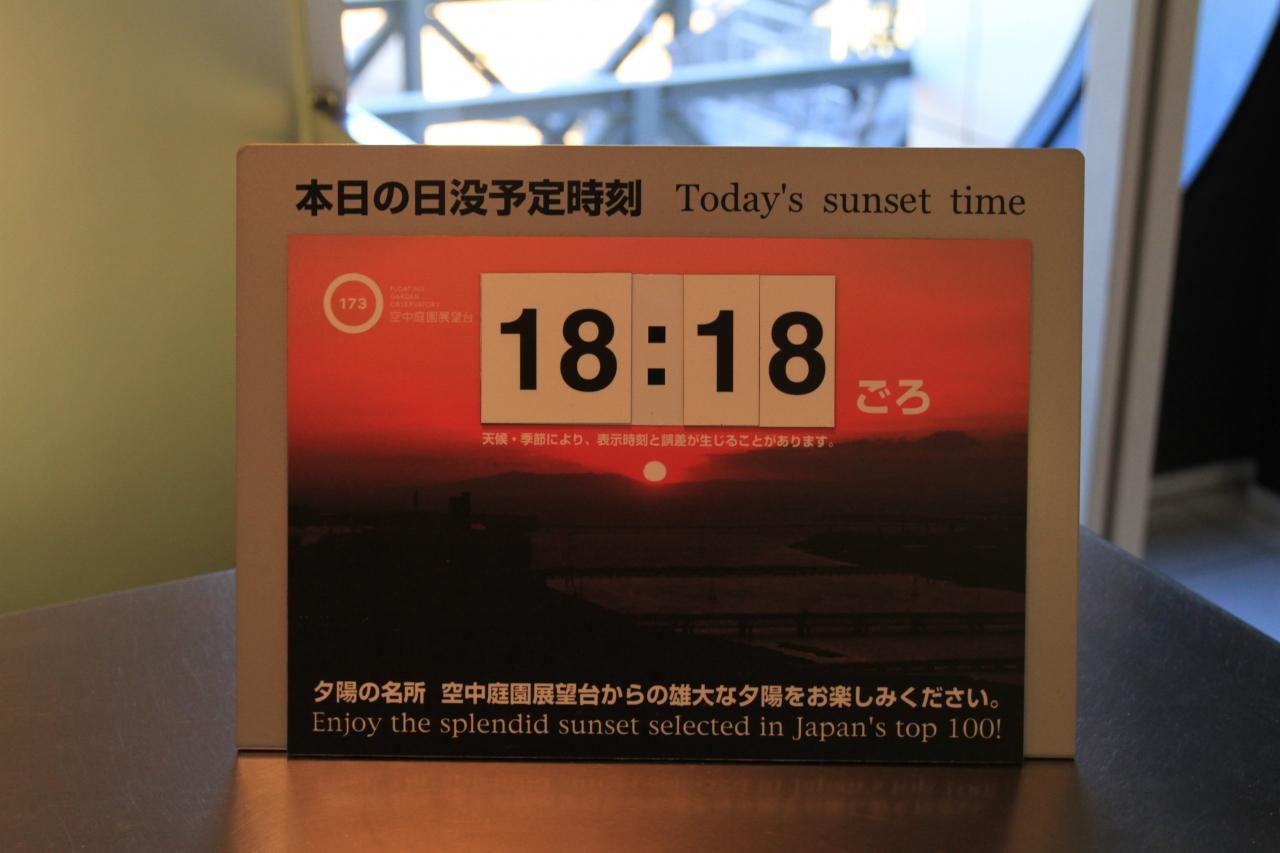 本日の日没予定時刻 Today's sunset time
173
FLOATING
GARDEN
OBSERVATORY
空中庭園展望台
18:18
ごろ
天候・季節により、表示時刻と誤差が生じることがあります。
夕陽の名所 空中庭園展望台からの雄大な夕陽をお楽しみください。
Enjoy the splendid sunset selected in Japan's top 100!